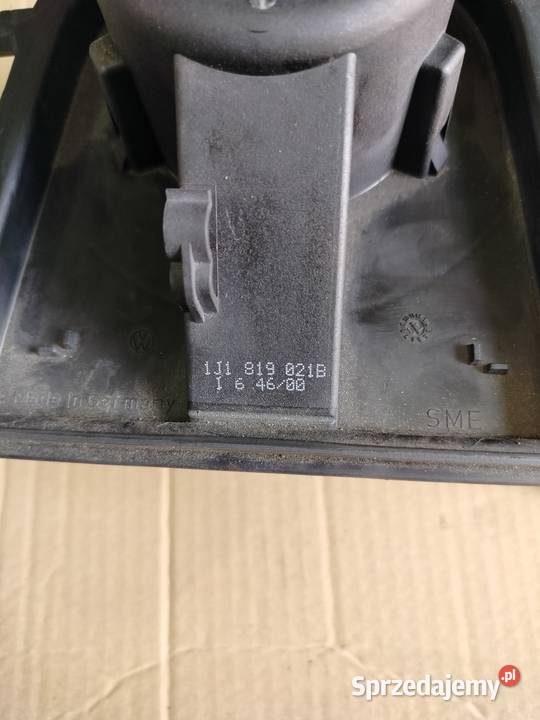 1J1 819 021B
I 6 46/00
Made in Germany
SME
Sprzedajemy.pl